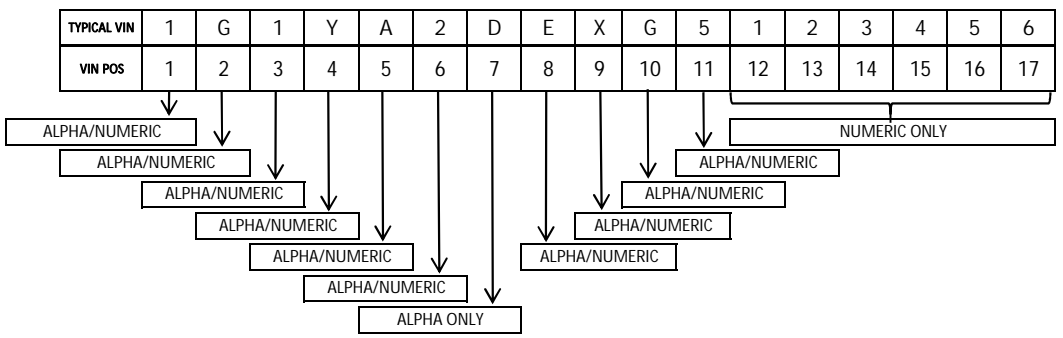 TYPICAL VIN 1 G 1 Y A 2 D E X G 5 1 2 3 4 5 6
VIN POS 1 2 3 4 5 6 7 8 9 10 11 12 13 14 15 16 17
ALPHA/NUMERIC NUMERIC ONLY
ALPHA/NUMERIC ALPHA/NUMERIC
ALPHA/NUMERIC ALPHA/NUMERIC
ALPHA/NUMERIC ALPHA/NUMERIC
ALPHA/NUMERIC ALPHA/NUMERIC
ALPHA/NUMERIC
ALPHA ONLY